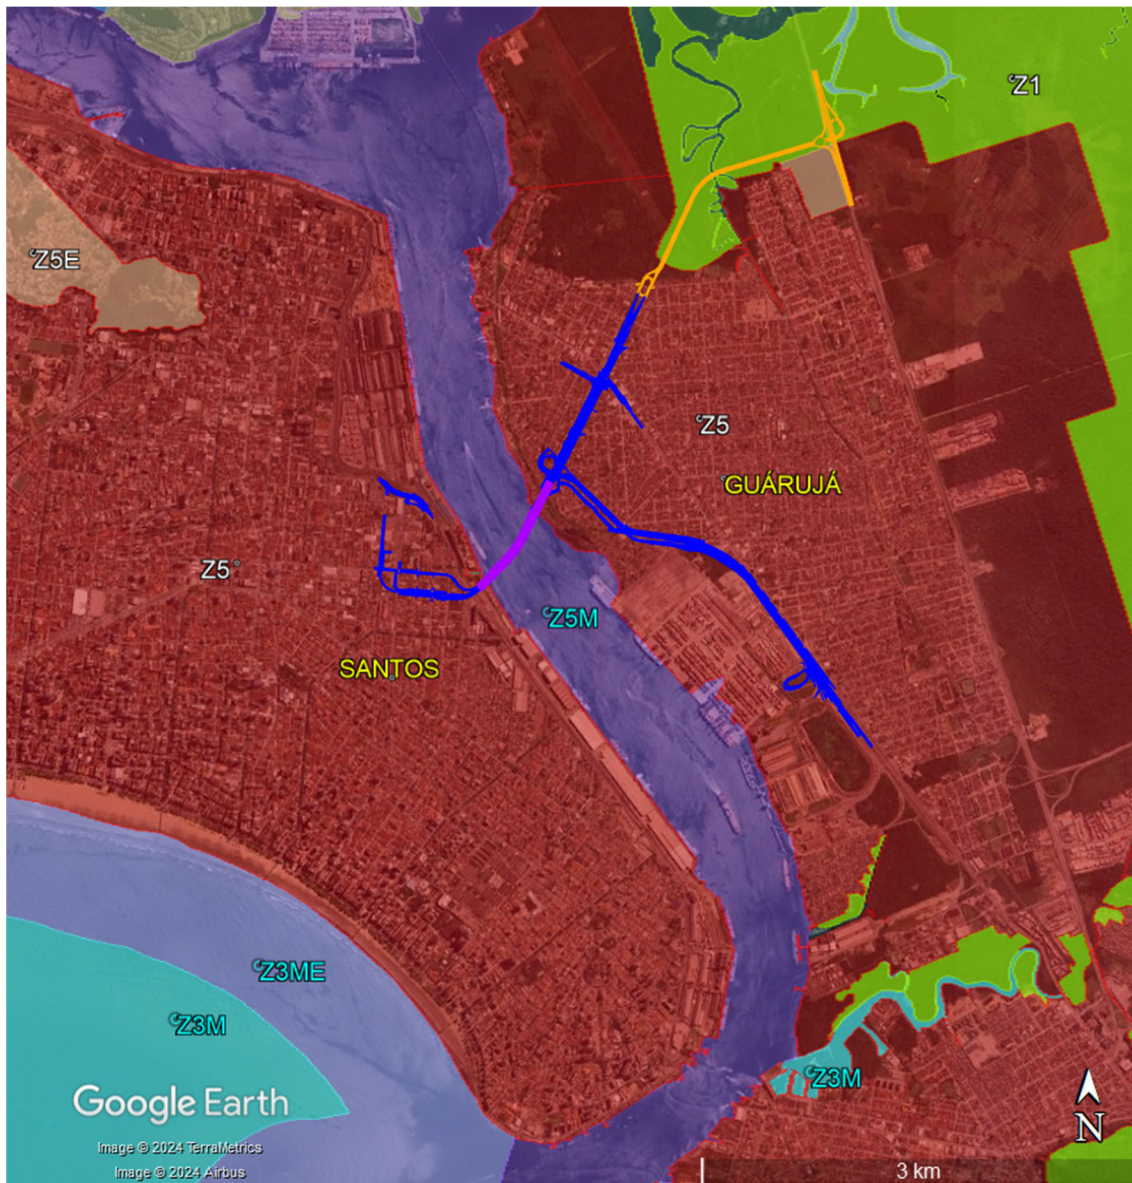 Z1
Z5E
Z5
GUÁRUJÁ
Z5
Z5M
SANTOS
Z3ME
Z3M
Z3M
Google Earth
N
Image © 2024 TerraMetrics
Image © 2024 Airbus
3 km